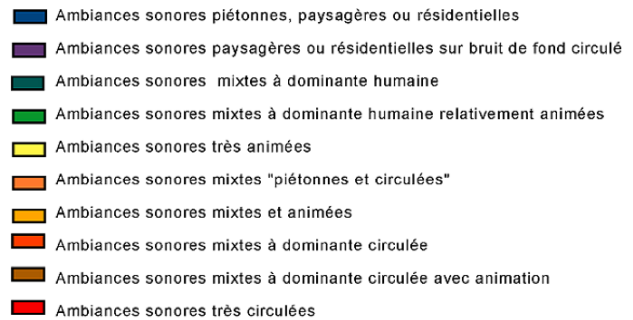 Ambiances sonores piétonnes, paysagères ou résidentielles
Ambiances sonores paysagères ou résidentielles sur bruit de fond circulé
Ambiances sonores mixtes à dominante humaine
Ambiances sonores mixtes à dominante humaine relativement animées
Ambiances sonores très animées
Ambiances sonores mixtes "piétonnes et circulées"
Ambiances sonores mixtes et animées
Ambiances sonores mixtes à dominante circulée
Ambiances sonores mixtes à dominante circulée avec animation
Ambiances sonores très circulées